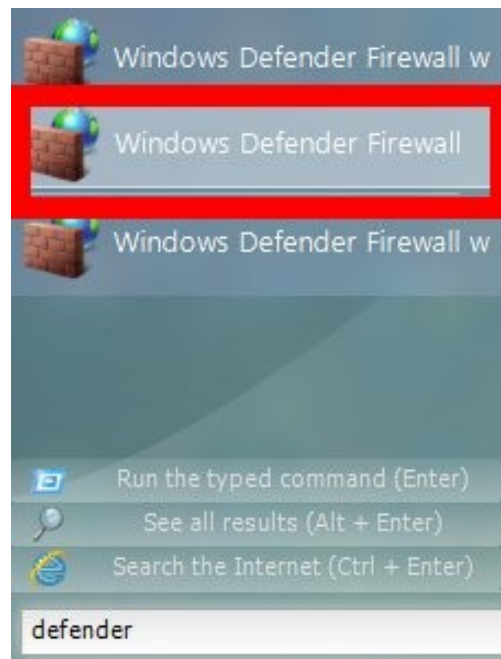 Windows Defender Firewall w
Windows Defender Firewall
Windows Defender Firewall w
Run the typed command (Enter)
See all results (Alt + Enter)
Search the Internet (Ctrl + Enter)
defender